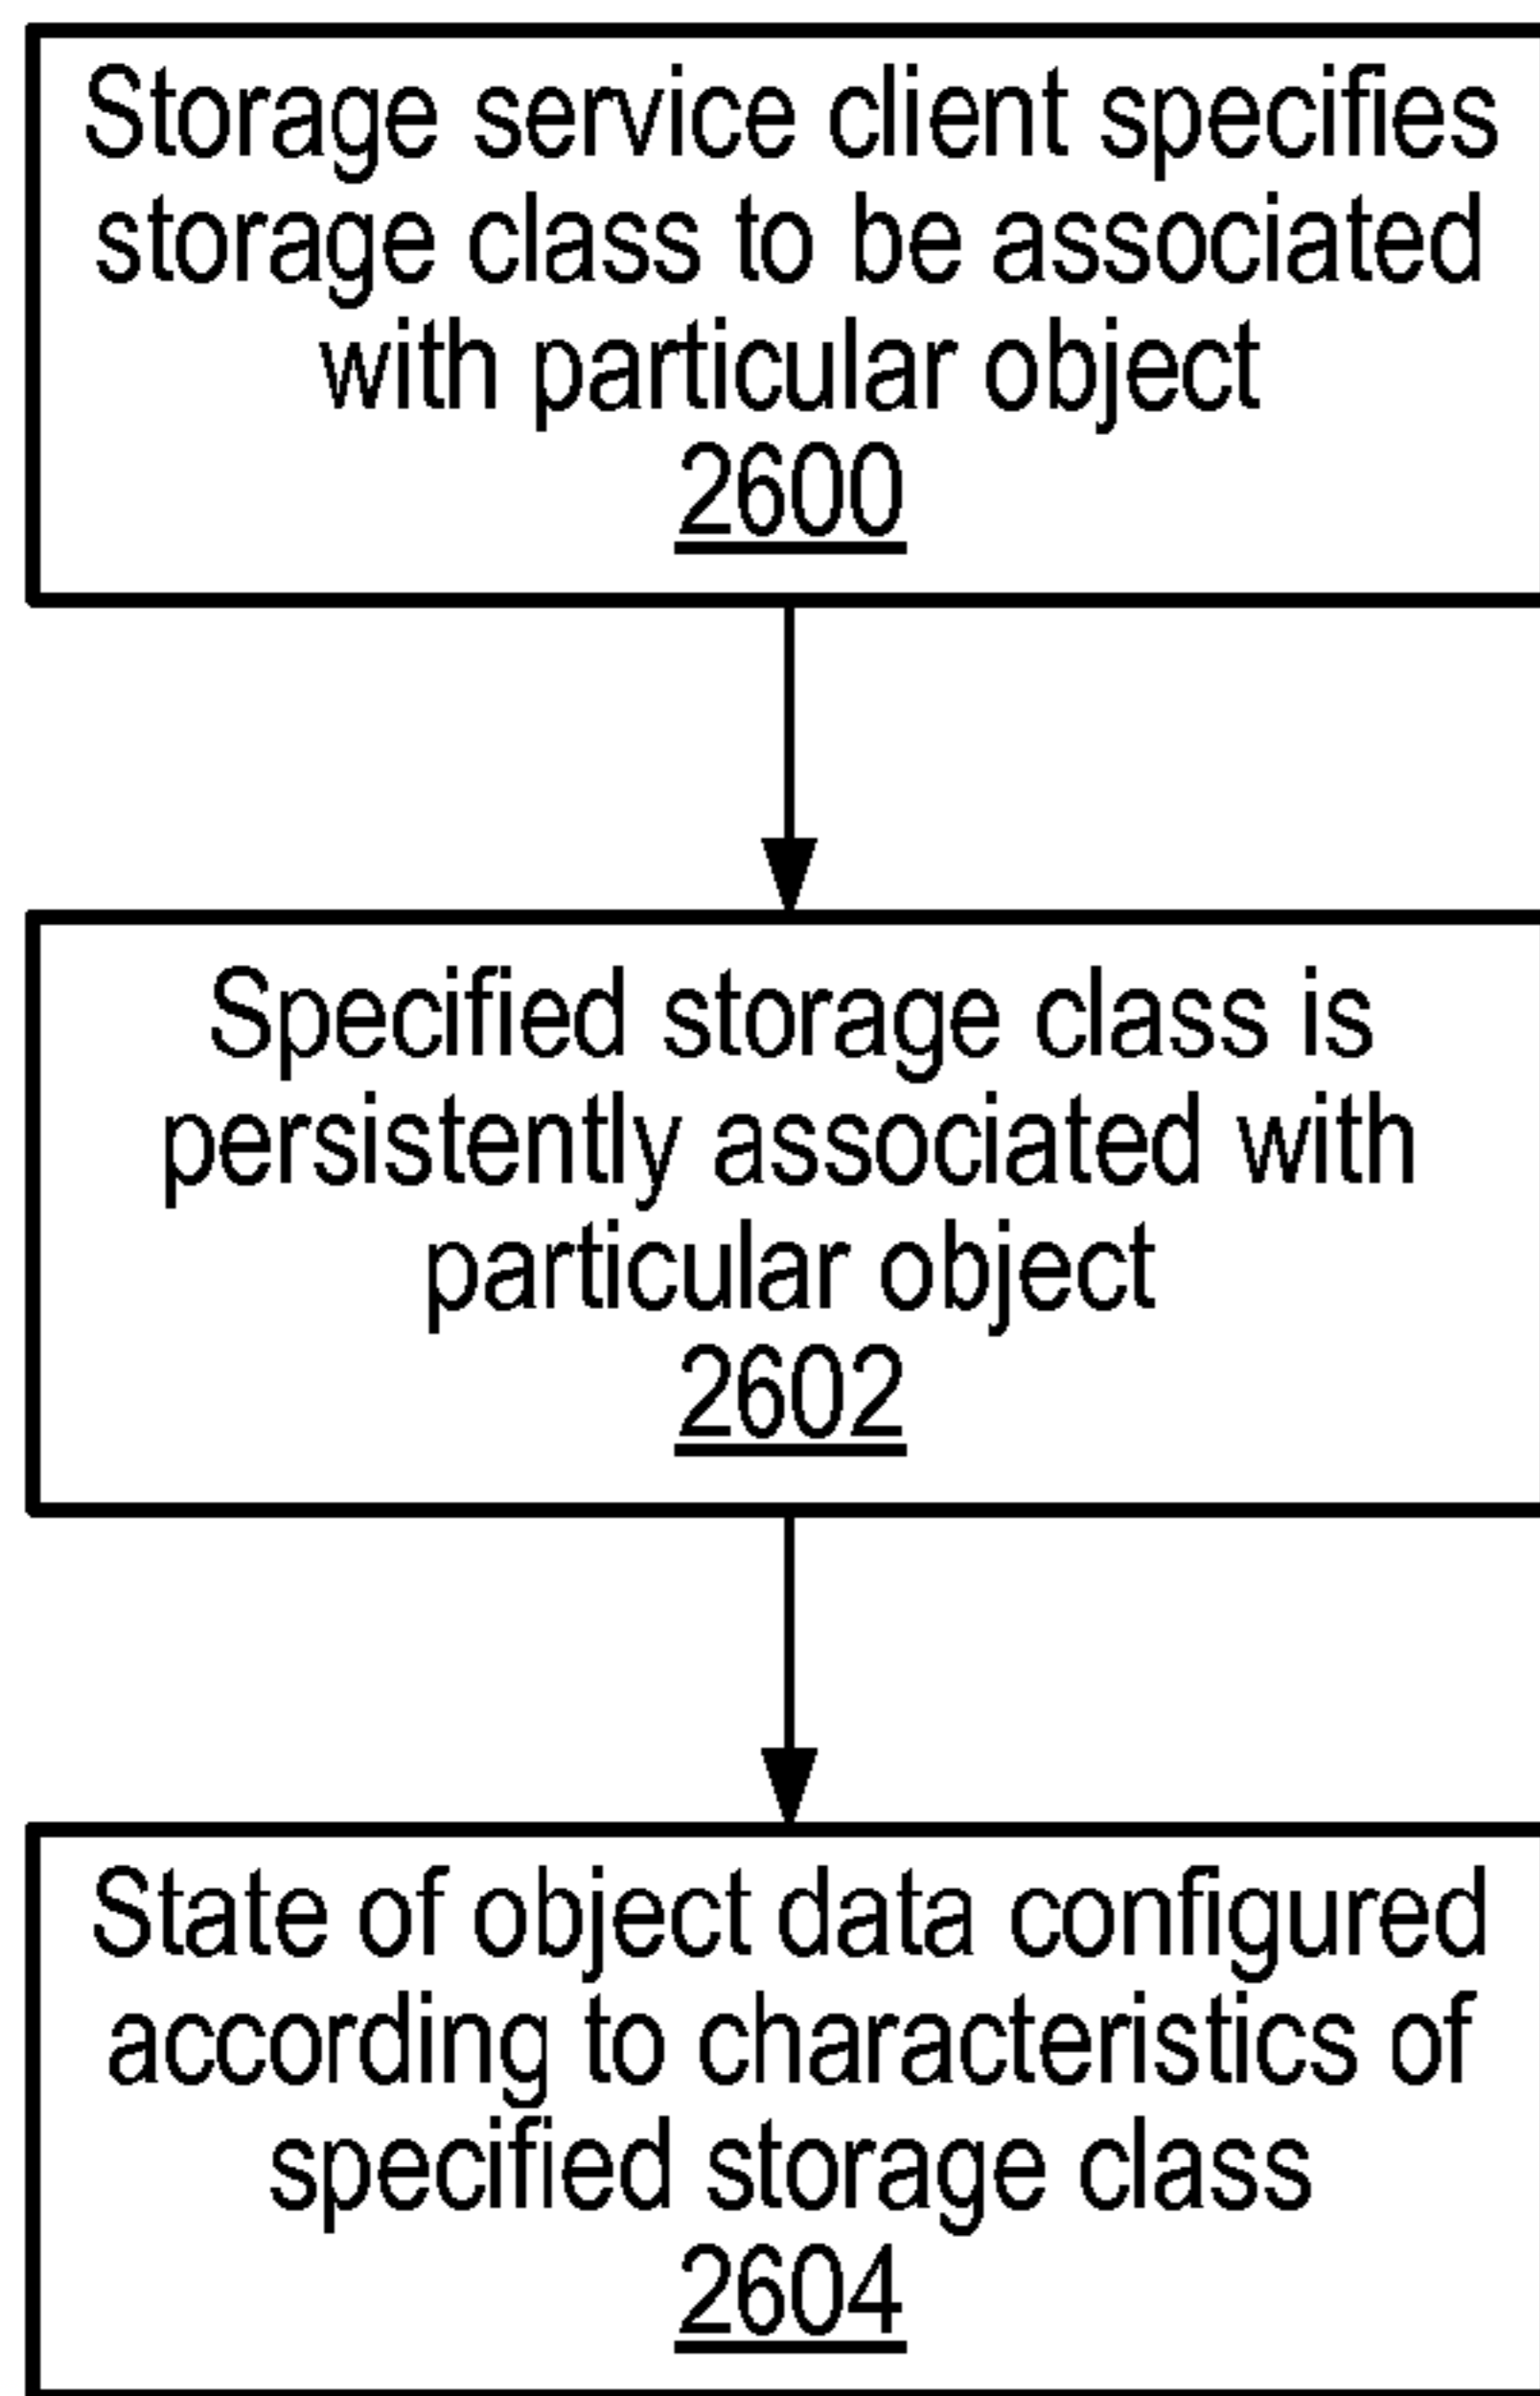 Storage service client specifies
storage class to be associated
with particular object
2600
Specified storage class is
persistently associated with
particular object
2602
State of object data configured
according to characteristics of
specified storage class
2604